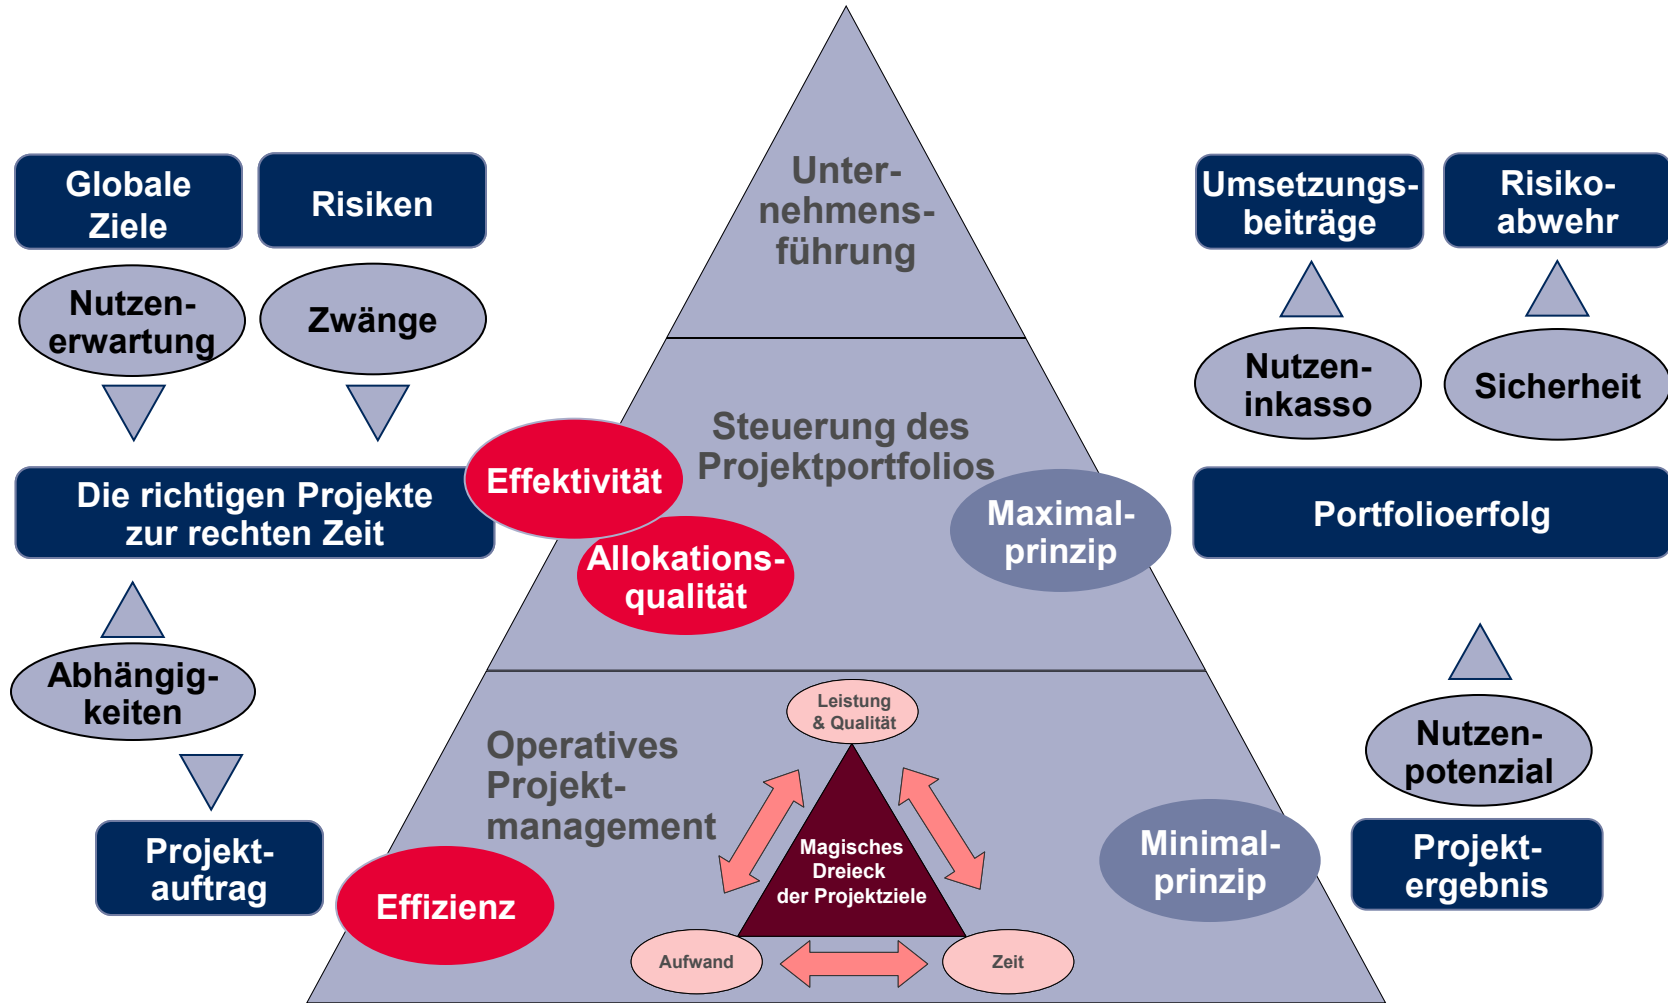 Globale
Ziele
Risiken
Nutzen-
erwartung
Zwänge
Die richtigen Projekte
zur rechten Zeit
Abhängig-
keiten
Projekt-
auftrag
Unter-
nehmens-
führung
Steuerung des
Projektportfolios
Effektivität
Allokations-
qualität
Maximal-
prinzip
Operatives
Projekt-
management
Effizienz
Leistung
& Qualität
Magisches
Dreieck
der Projektziele
Aufwand
Zeit
Minimal-
prinzip
Umsetzungs-
beiträge
Risiko-
abwehr
Nutzen-
inkasso
Sicherheit
Portfolioerfolg
Nutzen-
potenzial
Projekt-
ergebnis